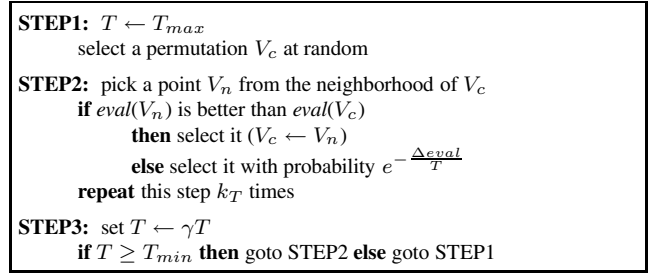 STEP1: T ← T_max
select a permutation V_c at random
STEP2: pick a point V_n from the neighborhood of V_c
if eval(V_n) is better than eval(V_c)
then select it (V_c ← V_n)
else select it with probability e^{-\frac{Δeval}{T}}
repeat this step k_T times
STEP3: set T ← γT
if T ≥ T_min then goto STEP2 else goto STEP1